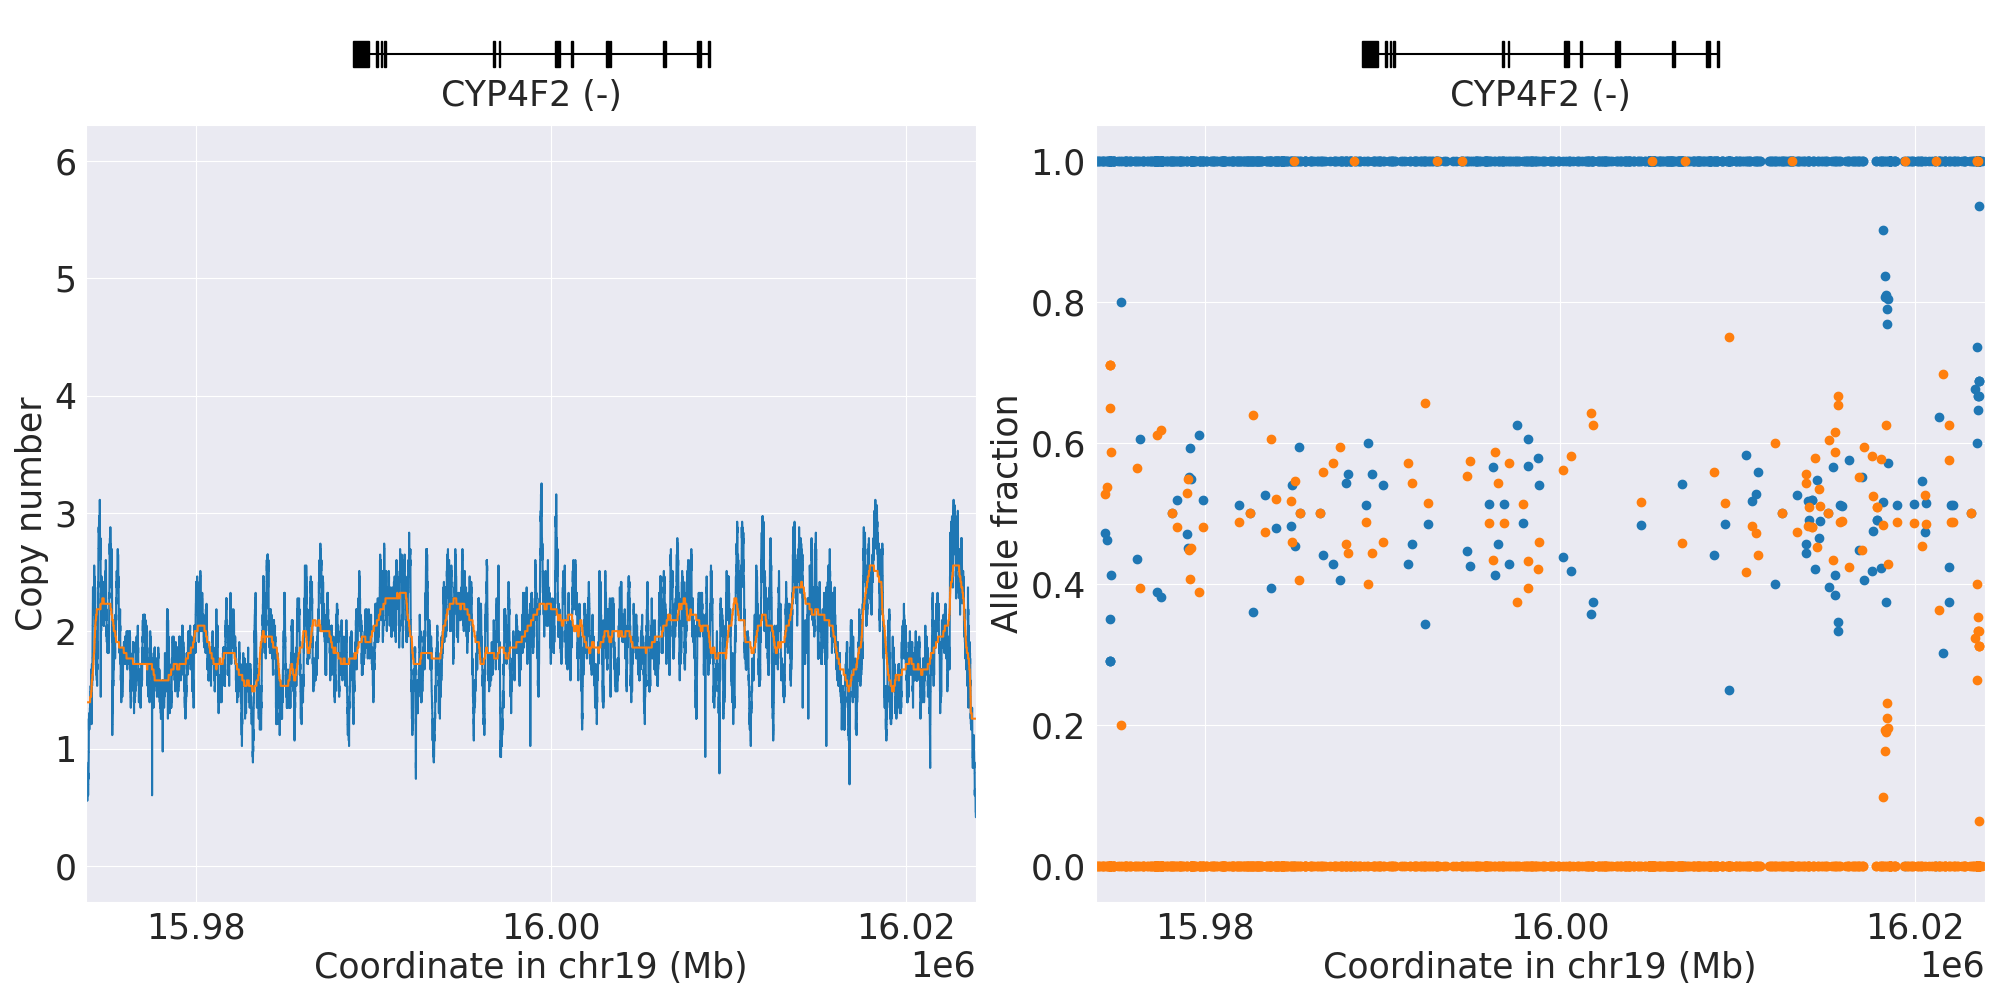 CYP4F2 (-)
6
5
4
3
2
1
0
Copy number
15.98
16.00
16.02
Coordinate in chr19 (Mb)
1e6
CYP4F2 (-)
1.0
0.8
0.6
0.4
0.2
0.0
Allele fraction
15.98
16.00
16.02
Coordinate in chr19 (Mb)
1e6